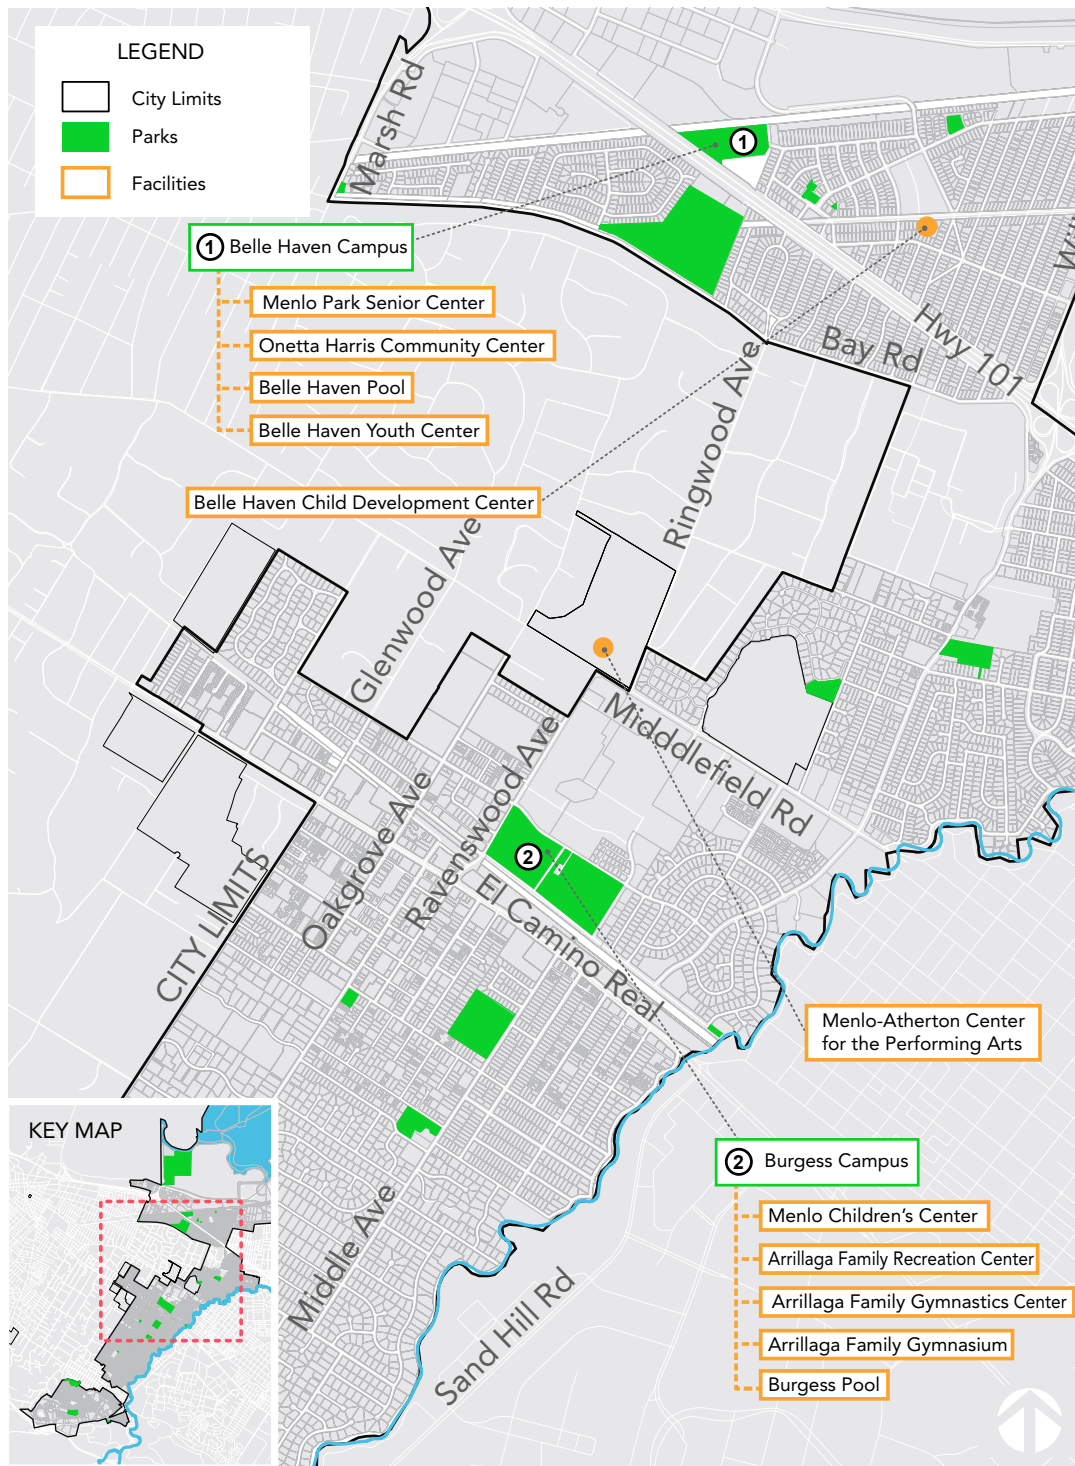 LEGEND
City Limits
Parks
Facilities
Marsh Rd
1
1 Belle Haven Campus
Menlo Park Senior Center
Onetta Harris Community Center
Belle Haven Pool
Belle Haven Youth Center
Belle Haven Child Development Center
Hwy 101
Bay Rd
Ringwood Ave
Glenwood Ave
Midddlefield Rd
Ravenswood Ave
Oakgrove Ave
2
El Camino Real
CITY LIMITS
Menlo-Atherton Center
for the Performing Arts
KEY MAP
Middle Ave
Sand Hill Rd
2 Burgess Campus
Menlo Children's Center
Arrillaga Family Recreation Center
Arrillaga Family Gymnastics Center
Arrillaga Family Gymnasium
Burgess Pool